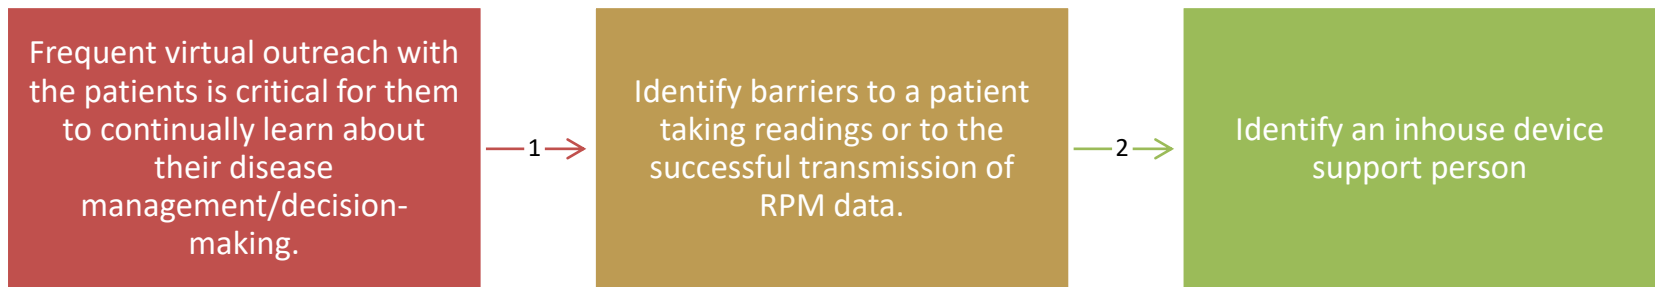 Frequent virtual outreach with
the patients is critical for them
to continually learn about
their disease
management/decision-
making.
1
Identify barriers to a patient
taking readings or to the
successful transmission of
RPM data.
2
Identify an inhouse device
support person